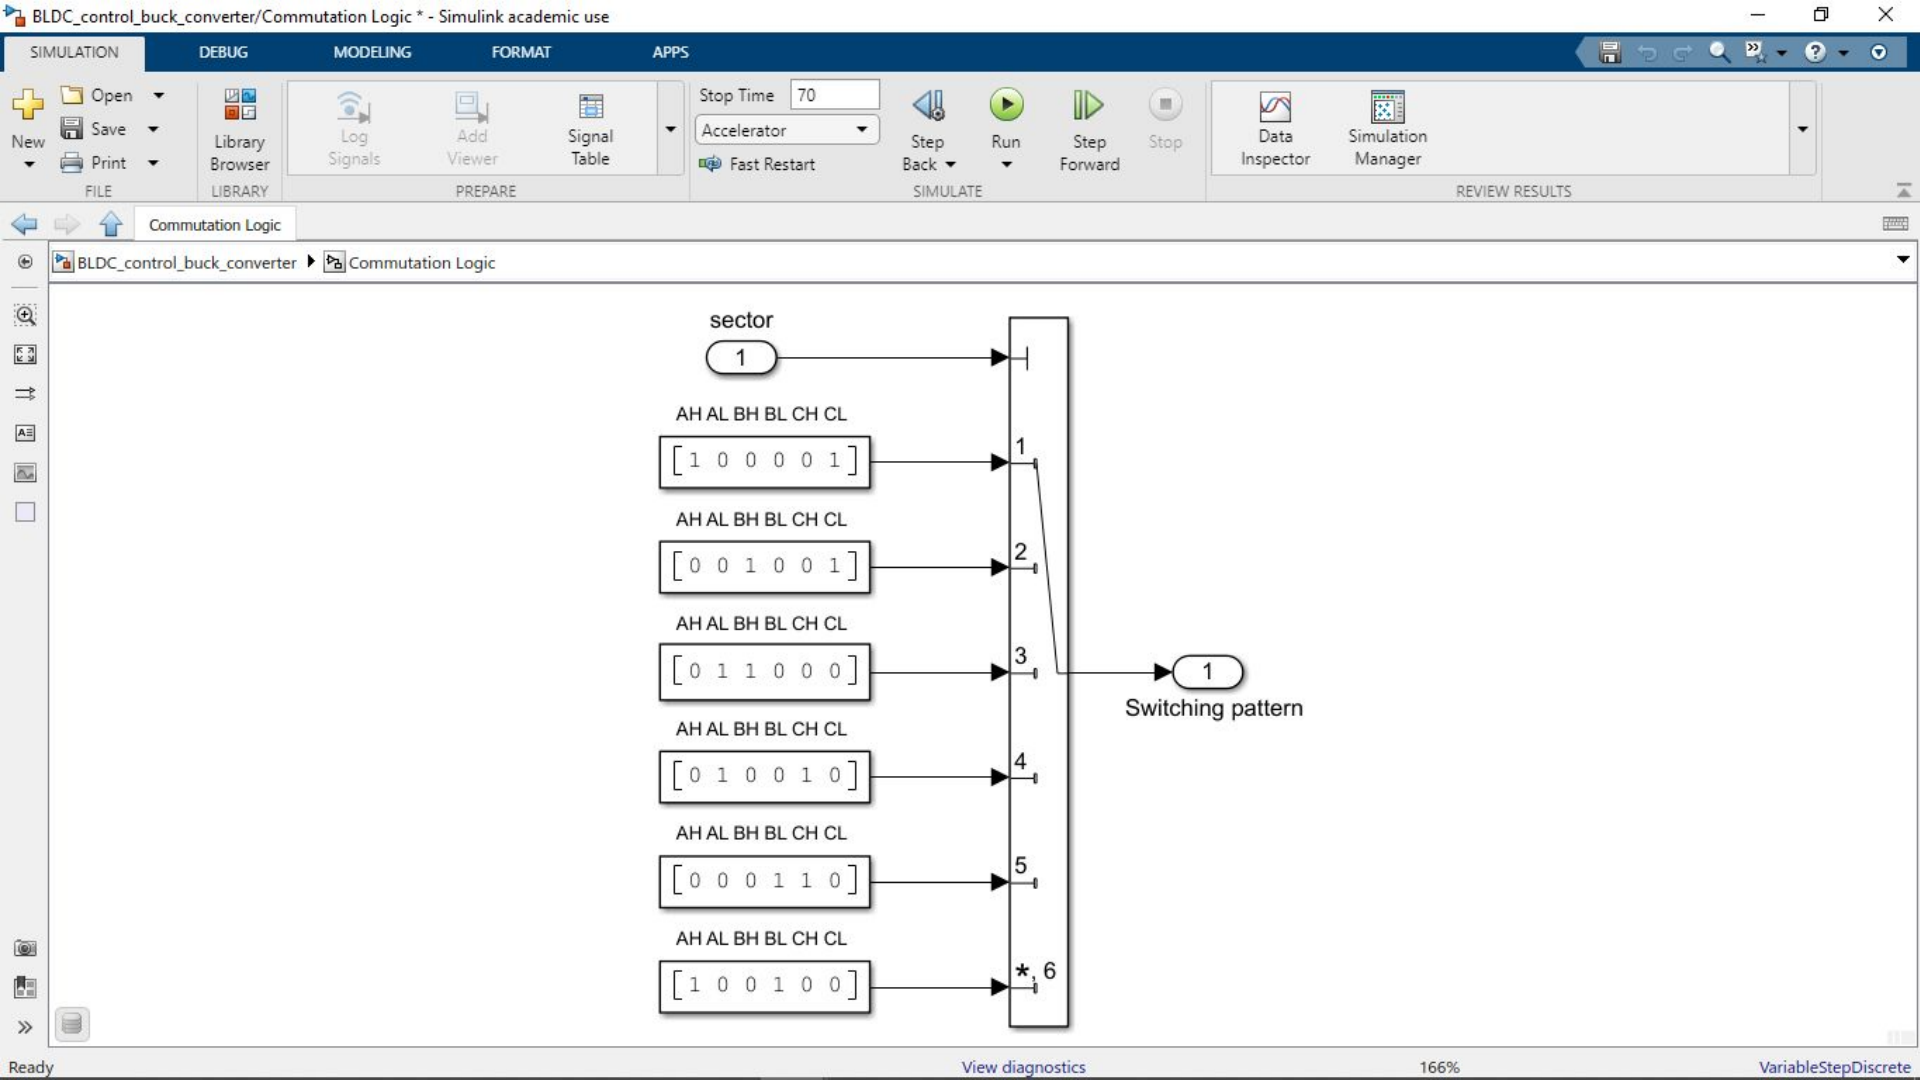 BLDC_control_buck_converter/Commutation Logic * - Simulink academic use
SIMULATION DEBUG MODELING FORMAT APPS
New
Open
Save
Print
FILE
Library Browser
LIBRARY
Log Signals
Add Viewer
Signal Table
PREPARE
Stop Time 70
Accelerator
Fast Restart
Step Back
Run
Step Forward
Stop
SIMULATE
Data Inspector
Simulation Manager
REVIEW RESULTS
Commutation Logic
BLDC_control_buck_converter Commutation Logic
sector
1
AH AL BH BL CH CL
[1 0 0 0 0 1]
1
AH AL BH BL CH CL
[0 0 1 0 0 1]
2
AH AL BH BL CH CL
[0 1 1 0 0 0]
3
1
Switching pattern
AH AL BH BL CH CL
[0 1 0 0 1 0]
4
AH AL BH BL CH CL
[0 0 0 1 1 0]
5
AH AL BH BL CH CL
[1 0 0 1 0 0]
*, 6
Ready View diagnostics 166% VariableStepDiscrete